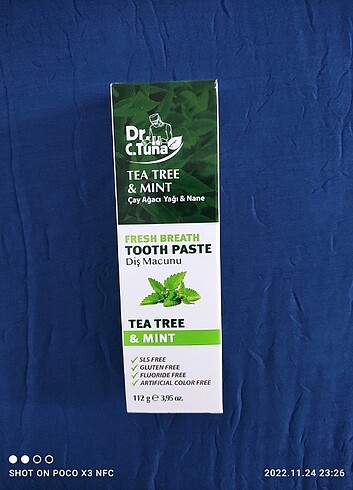 Dr.
C.Tuna
TEA TREE
& MINT
Çay Ağacı Yağı & Nane
FRESH BREATH
TOOTH PASTE
Diş Macunu
TEA TREE
& MINT
✓ SLS FREE
✓ GLUTEN FREE
✓ FLUORIDE FREE
✓ ARTIFICIAL COLOR FREE
112 g ℮ 3,95 oz.
SHOT ON POCO X3 NFC
2022.11.24 23:26